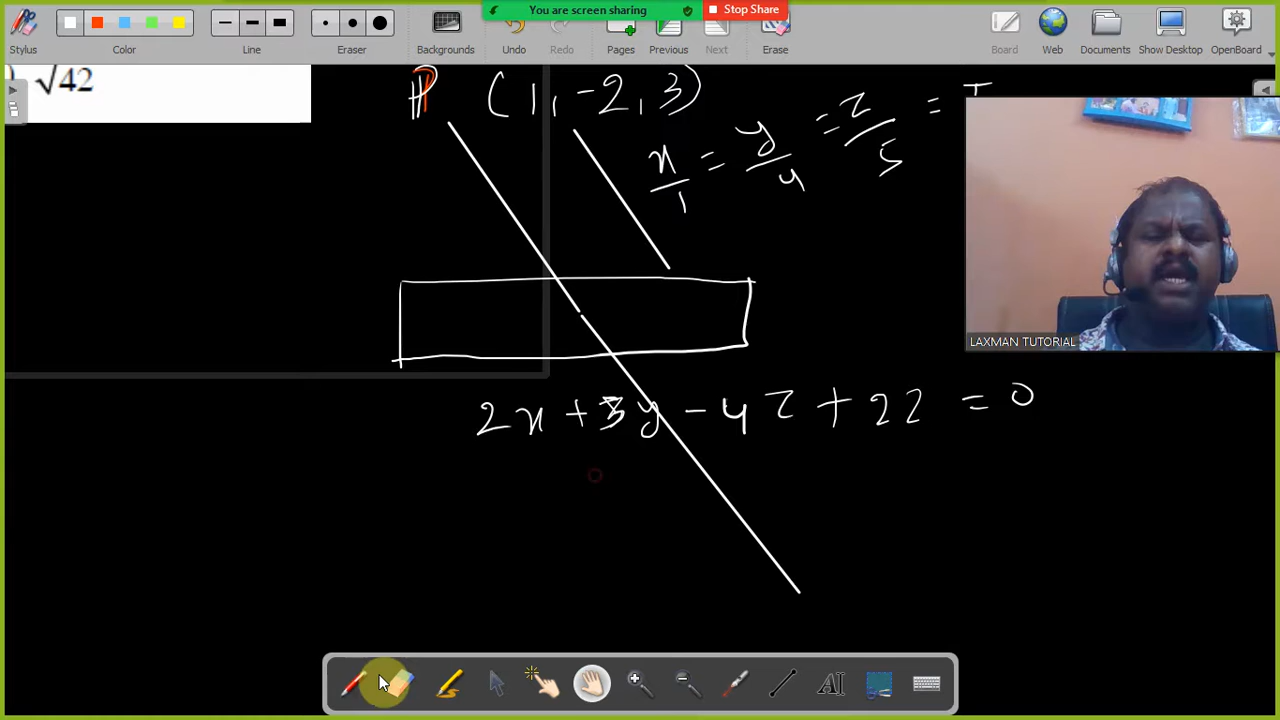 You are screen sharing Stop Share
Stylus Color Line Eraser Backgrounds Undo Redo Pages Previous Next Erase Board Web Documents Show Desktop OpenBoard
) √42
P (1, -2, 3)
x/1 = y/4 = z/5 =
LAXMAN TUTORIAL
2x + 3y - 4z + 22 = 0
AI